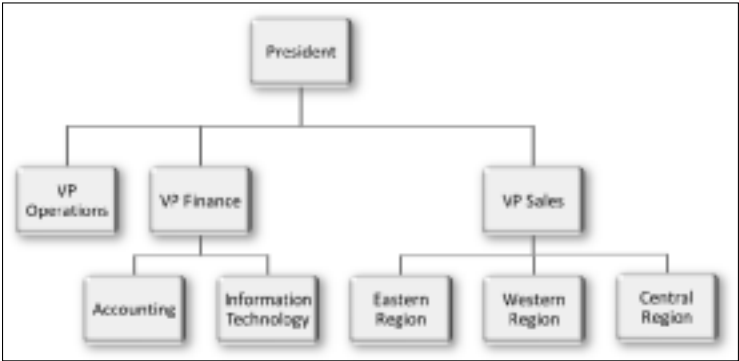 President
VP
Operations
VP Finance
VP Sales
Accounting
Information
Technology
Eastern
Region
Western
Region
Central
Region